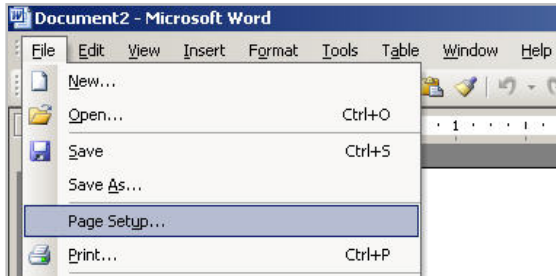 Document2 - Microsoft Word
File Edit View Insert Format Tools Table Window Help
New...
Open... Ctrl+O
1
Save Ctrl+S
Save As...
Page Setup...
Print... Ctrl+P